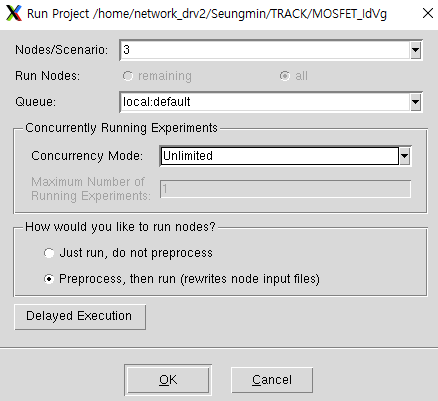 Run Project /home/network_drv2/Seungmin/TRACK/MOSFET_IdVg
Nodes/Scenario: 3
Run Nodes: remaining all
Queue: local:default
Concurrently Running Experiments
Concurrency Mode: Unlimited
Maximum Number of
Running Experiments: 1
How would you like to run nodes?
Just run, do not preprocess
Preprocess, then run (rewrites node input files)
Delayed Execution
OK Cancel